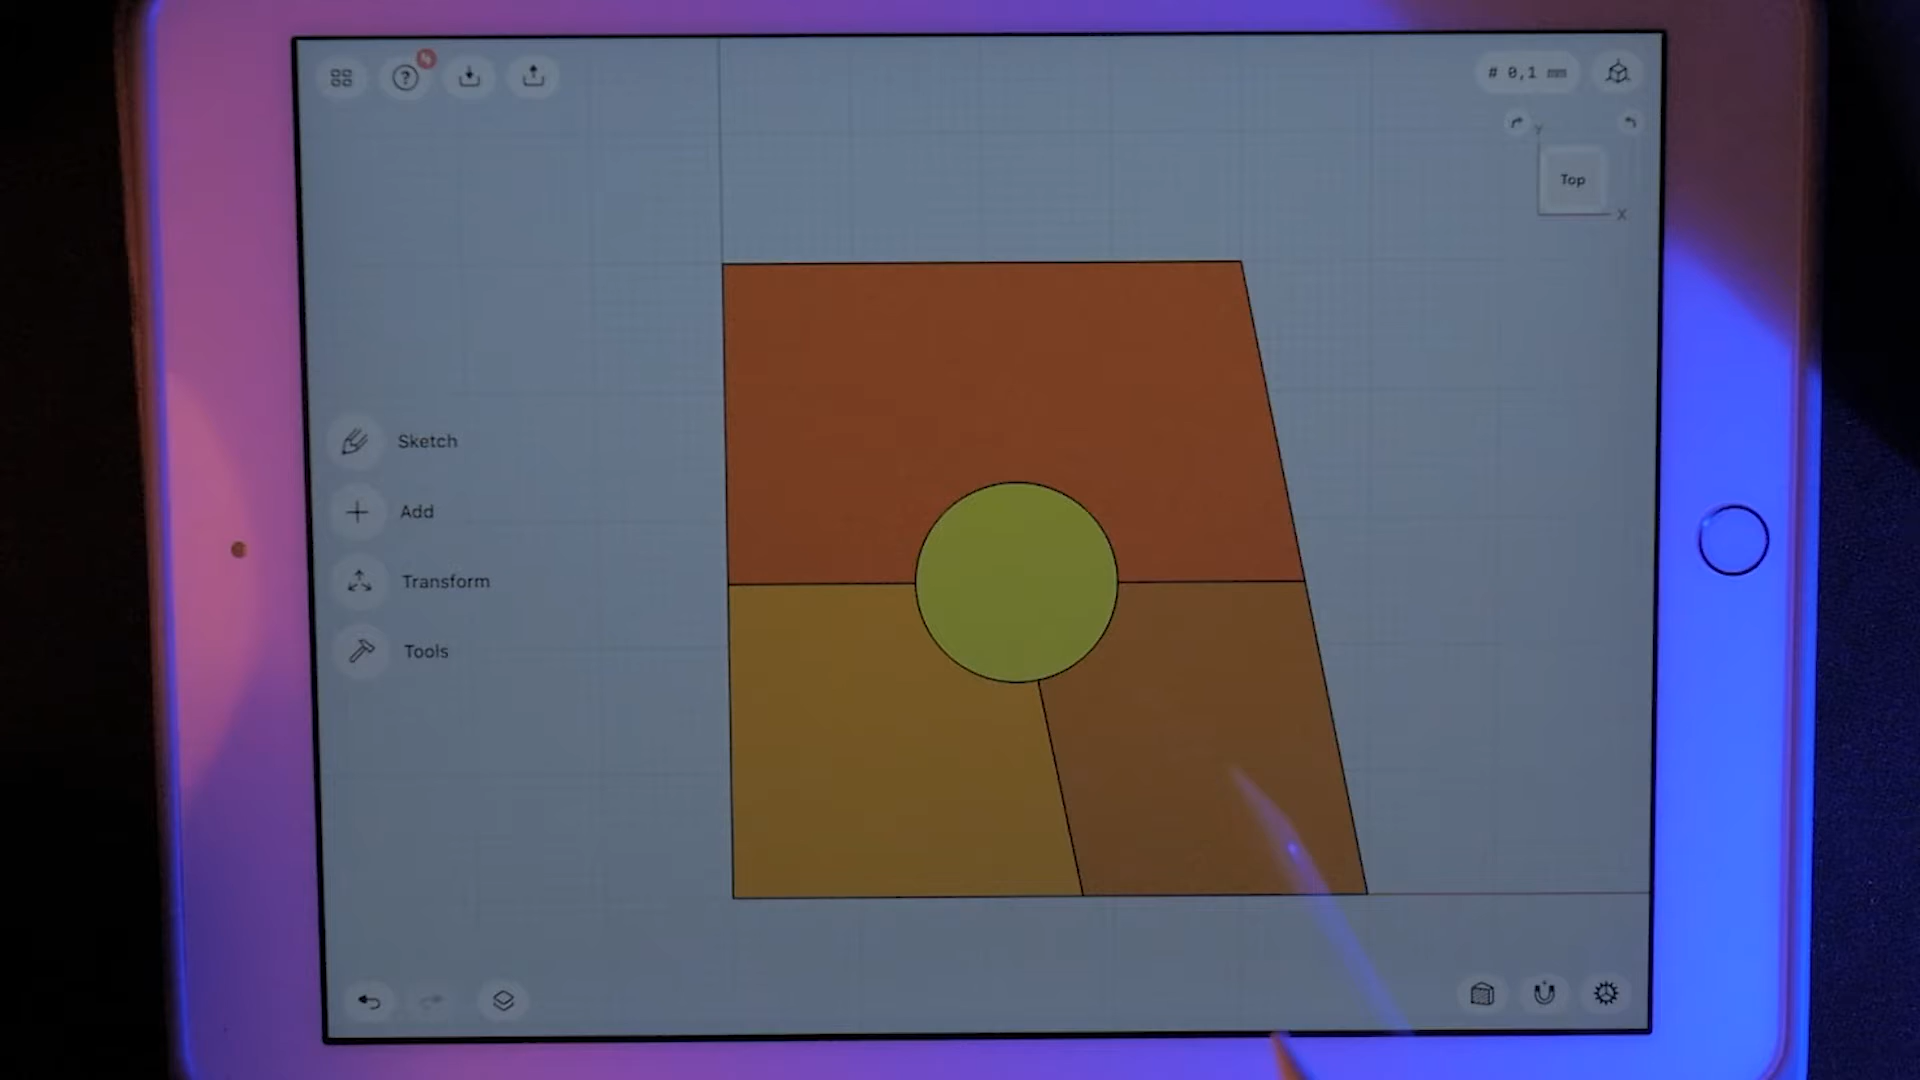 ?
# 0,1 mm
Y
Top
X
Sketch
Add
Transform
Tools